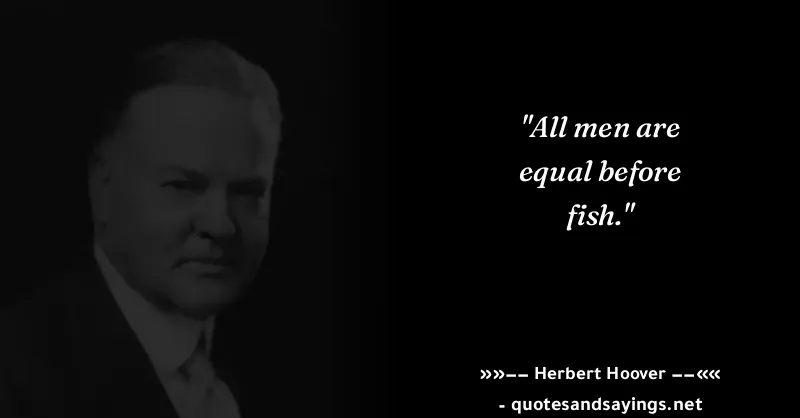 "All men are
equal before
fish."
»»−− Herbert Hoover −−««
- quotesandsayings.net